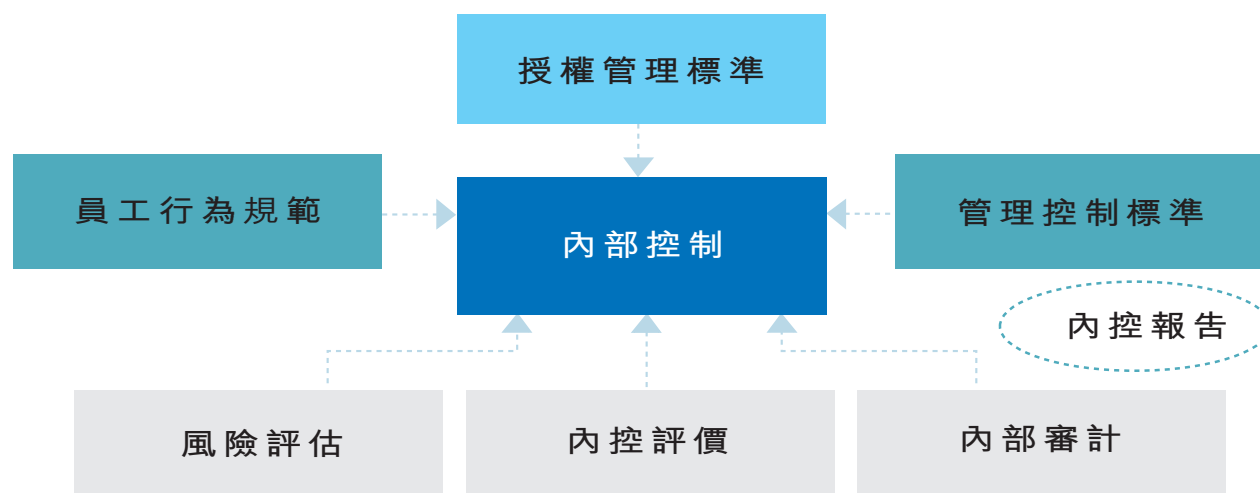 授權管理標準
員工行為規範
管理控制標準
內部控制
內控報告
風險評估
內控評價
內部審計